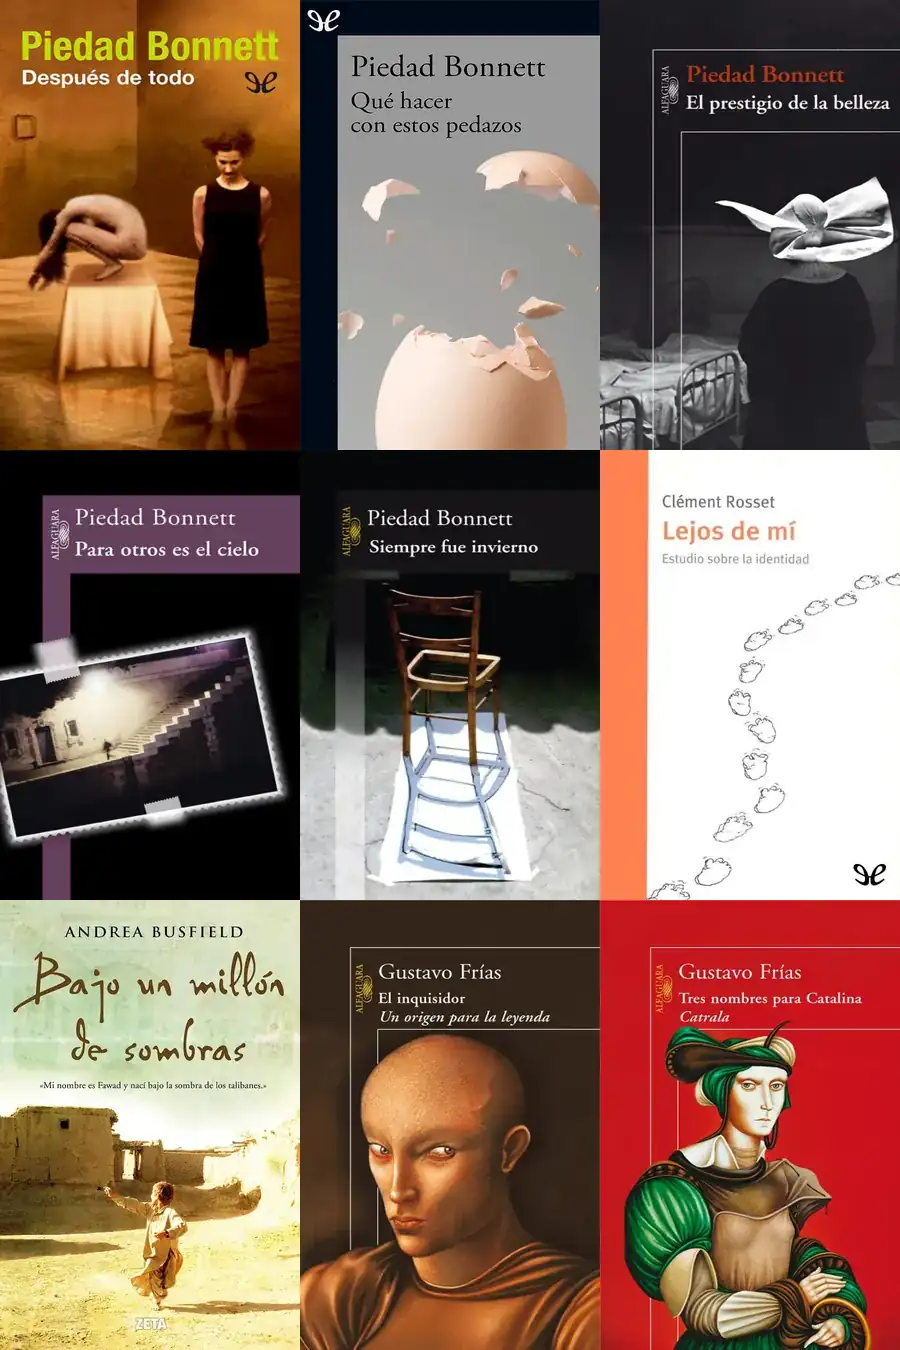 Piedad Bonnett
Después de todo
Piedad Bonnett
Qué hacer
con estos pedazos
ALFAGUARA
Piedad Bonnett
El prestigio de la belleza
ALFAGUARA
Piedad Bonnett
Para otros es el cielo
ALFAGUARA
Piedad Bonnett
Siempre fue invierno
Clément Rosset
Lejos de mí
Estudio sobre la identidad
ANDREA BUSFIELD
Bajo un millón
de sombras
«Mi nombre es Fawad y nací bajo la sombra de los talibanes.»
ZETA
ALFAGUARA
Gustavo Frías
El inquisidor
Un origen para la leyenda
ALFAGUARA
Gustavo Frías
Tres nombres para Catalina
Catrala